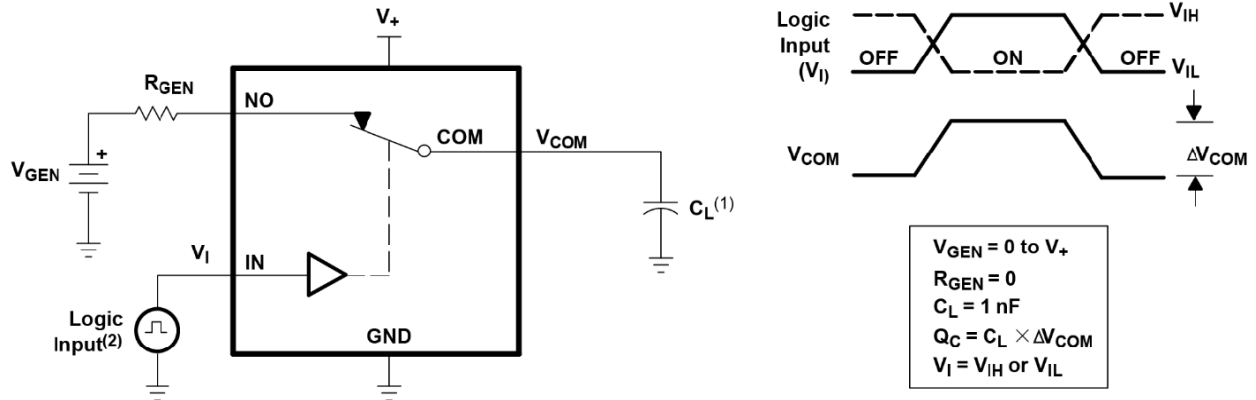 V+
RGEN
NO
COM
VCOM
VGEN
+
CL(1)
VI
IN
Logic
Input(2)
GND
Logic
Input
(VI)
OFF
ON
OFF
VIH
VIL
VCOM
ΔVCOM
VGEN = 0 to V+
RGEN = 0
CL = 1 nF
QC = CL × ΔVCOM
VI = VIH or VIL